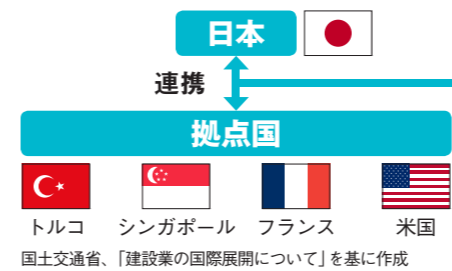 日本
連携
拠点国
トルコ シンガポール フランス 米国
国土交通省、「建設業の国際展開について」を基に作成